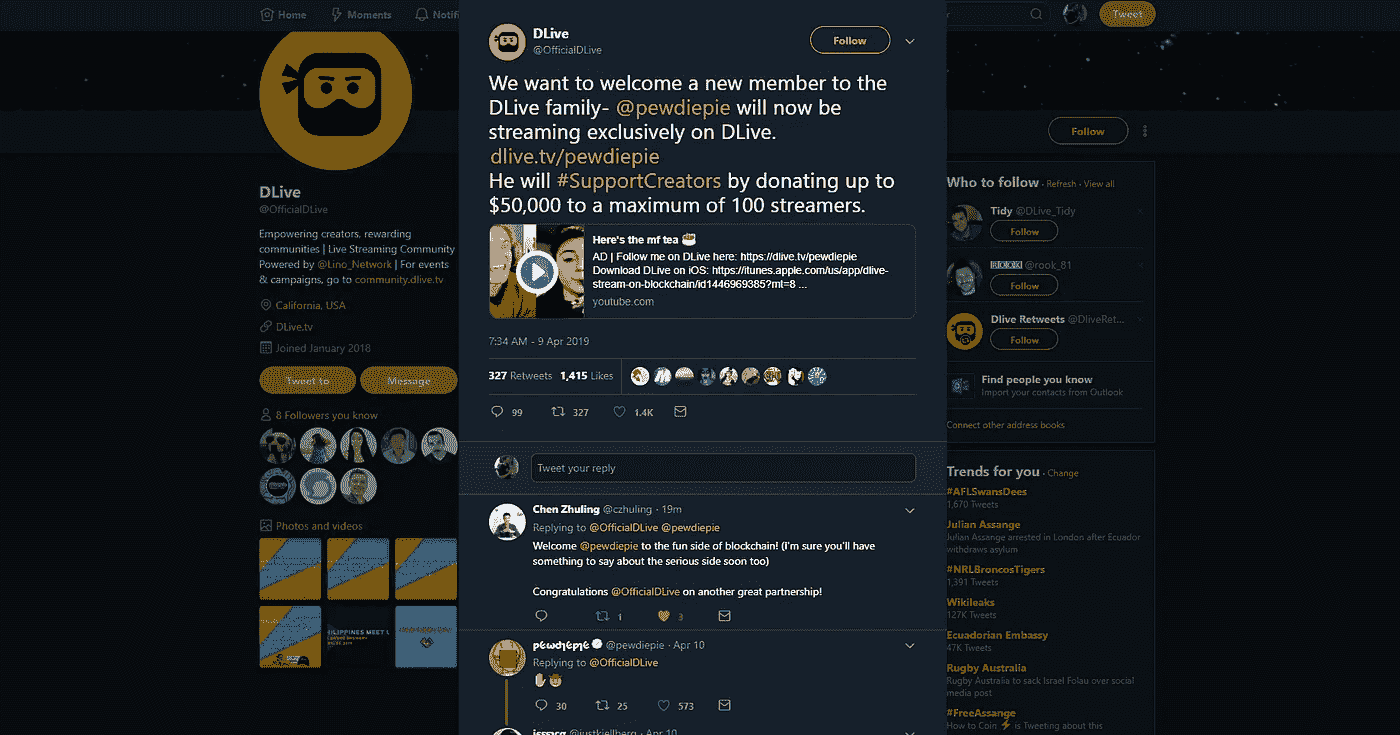 Home
Moments
Notifi
Tweet
DLive
@OfficialDLive
Empowering creators, rewarding
communities | Live Streaming Community
Powered by @Lino_Network | For events
& campaigns, go to community.dlive.tv
California, USA
DLive.tv
Joined January 2018
Tweet to
Message
8 Followers you know
Photos and videos
DLive
@OfficialDLive
Follow
We want to welcome a new member to the
DLive family- @pewdiepie will now be
streaming exclusively on DLive.
dlive.tv/pewdiepie
He will #SupportCreators by donating up to
$50,000 to a maximum of 100 streamers.
Here's the mf tea ☕
AD | Follow me on DLive here: https://dlive.tv/pewdiepie
Download DLive on iOS: https://itunes.apple.com/us/app/dlive-
stream-on-blockchain/id1446969385?mt=8 ...
youtube.com
7:34 AM - 9 Apr 2019
327 Retweets 1,415 Likes
99 327 1.4K
Tweet your reply
Chen Zhuling @czhuling · 19m
Replying to @OfficialDLive @pewdiepie
Welcome @pewdiepie to the fun side of blockchain! (I'm sure you'll have
something to say about the serious side soon too)
Congratulations @OfficialDLive on another great partnership!
1 3
@pewdiepie · Apr 10
Replying to @OfficialDLive
30 25 573
@justkjellberg · Apr 10
Follow
Who to follow · Refresh · View all
Tidy @DLive_Tidy
Follow
@rook_81
Follow
Dlive Retweets @DliveRet...
Follow
Find people you know
Import your contacts from Outlook
Connect other address books
Trends for you · Change
#AFLSwansDees
1,670 Tweets
Julian Assange
Julian Assange arrested in London after Ecuador
withdraws asylum
#NRLBroncosTigers
1,391 Tweets
Wikileaks
127K Tweets
Ecuadorian Embassy
47K Tweets
Rugby Australia
Rugby Australia to sack Israel Folau over social
media post
#FreeAssange
How to Coin ⚡ is Tweeting about this